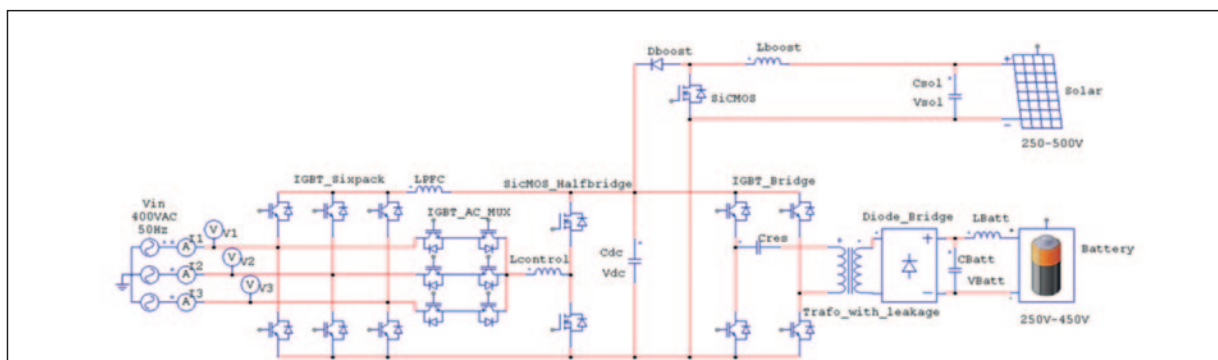 Dboost
Lboost
Csol
Vsol
Solar
SiCMOS
250-500V
IGBT_Sixpack
LPFC
SicMOS_Halfbridge
IGBT_Bridge
Vin
400VAC
50Hz
IGBT_AC_MUX
Diode_Bridge
LBatt
Battery
V
V1
A
I1
V
V2
A
I2
V
V3
A
I3
Lcontrol
Cdc
Vdc
Cres
CBatt
VBatt
Trafo_with_leakage
250V-450V